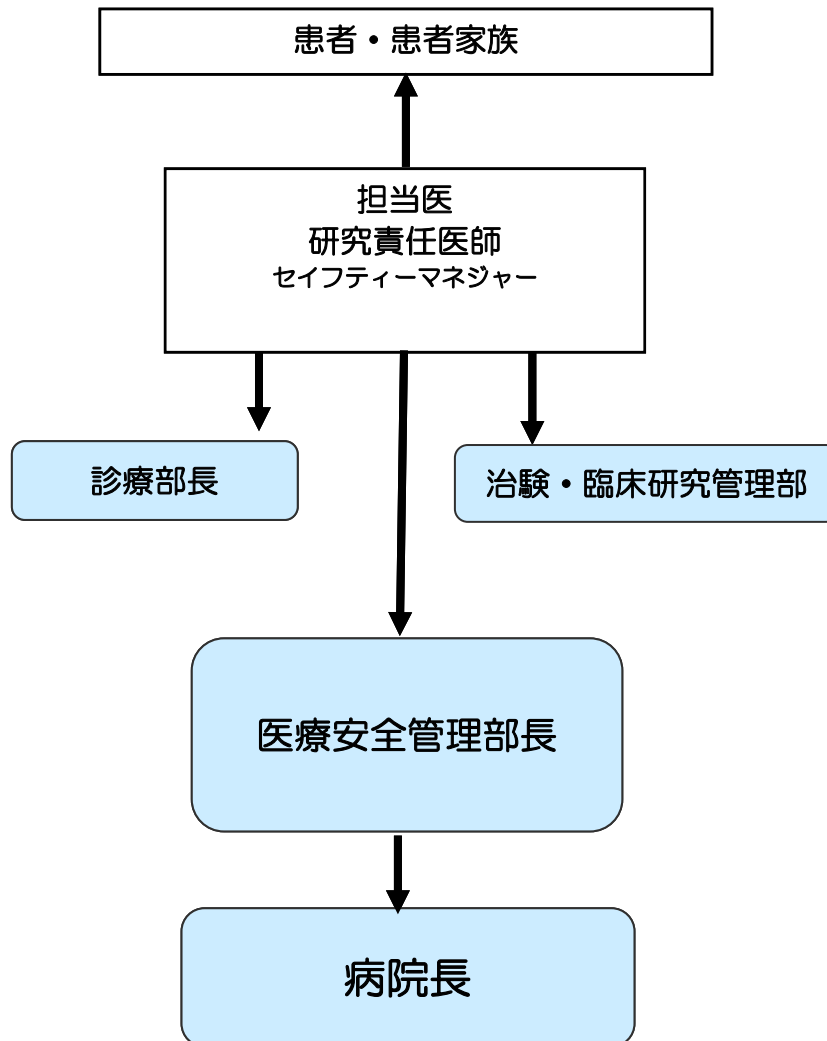 患者・患者家族
担当医
研究責任医師
セイフティーマネジャー
診療部長
治験・臨床研究管理部
医療安全管理部長
病院長